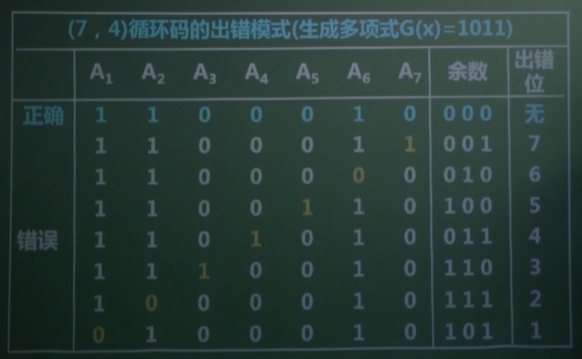 (7，4)循环码的出错模式(生成多项式G(x)=1011)
A₁ A₂ A₃ A₄ A₅ A₆ A₇ 余数 出错位
正确 1 1 0 0 0 1 0 000 无
1 1 0 0 0 1 1 001 7
1 1 0 0 0 0 0 010 6
1 1 0 0 1 1 0 100 5
错误 1 1 0 1 0 1 0 011 4
1 1 1 0 0 1 0 110 3
1 0 0 0 0 1 0 111 2
0 1 0 0 0 1 0 101 1